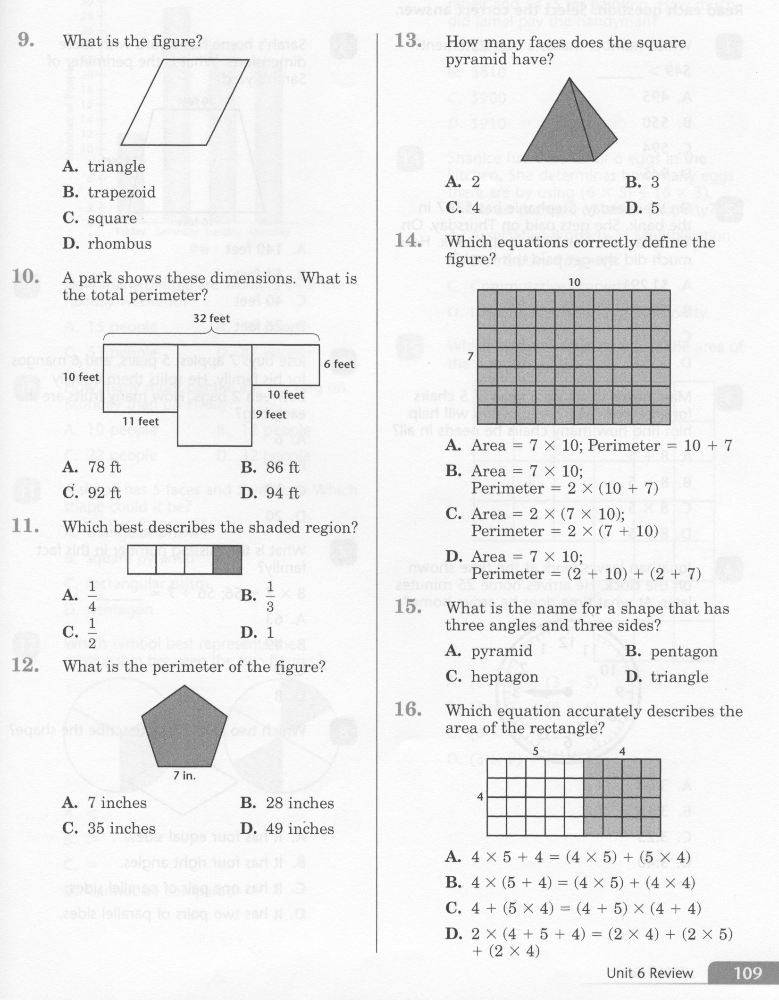 9. What is the figure?
A. triangle
B. trapezoid
C. square
D. rhombus
10. A park shows these dimensions. What is
the total perimeter?
32 feet
6 feet
10 feet
10 feet
9 feet
11 feet
A. 78 ft B. 86 ft
C. 92 ft D. 94 ft
11. Which best describes the shaded region?
A. 1/4 B. 1/3
C. 1/2 D. 1
12. What is the perimeter of the figure?
7 in.
A. 7 inches B. 28 inches
C. 35 inches D. 49 inches
13. How many faces does the square
pyramid have?
A. 2 B. 3
C. 4 D. 5
14. Which equations correctly define the
figure?
10
7
A. Area = 7 × 10; Perimeter = 10 + 7
B. Area = 7 × 10;
Perimeter = 2 × (10 + 7)
C. Area = 2 × (7 × 10);
Perimeter = 2 × (7 + 10)
D. Area = 7 × 10;
Perimeter = (2 + 10) + (2 + 7)
15. What is the name for a shape that has
three angles and three sides?
A. pyramid B. pentagon
C. heptagon D. triangle
16. Which equation accurately describes the
area of the rectangle?
5 4
4
A. 4 × 5 + 4 = (4 × 5) + (5 × 4)
B. 4 × (5 + 4) = (4 × 5) + (4 × 4)
C. 4 + (5 × 4) = (4 + 5) × (4 + 4)
D. 2 × (4 + 5 + 4) = (2 × 4) + (2 × 5)
+ (2 × 4)
Unit 6 Review 109